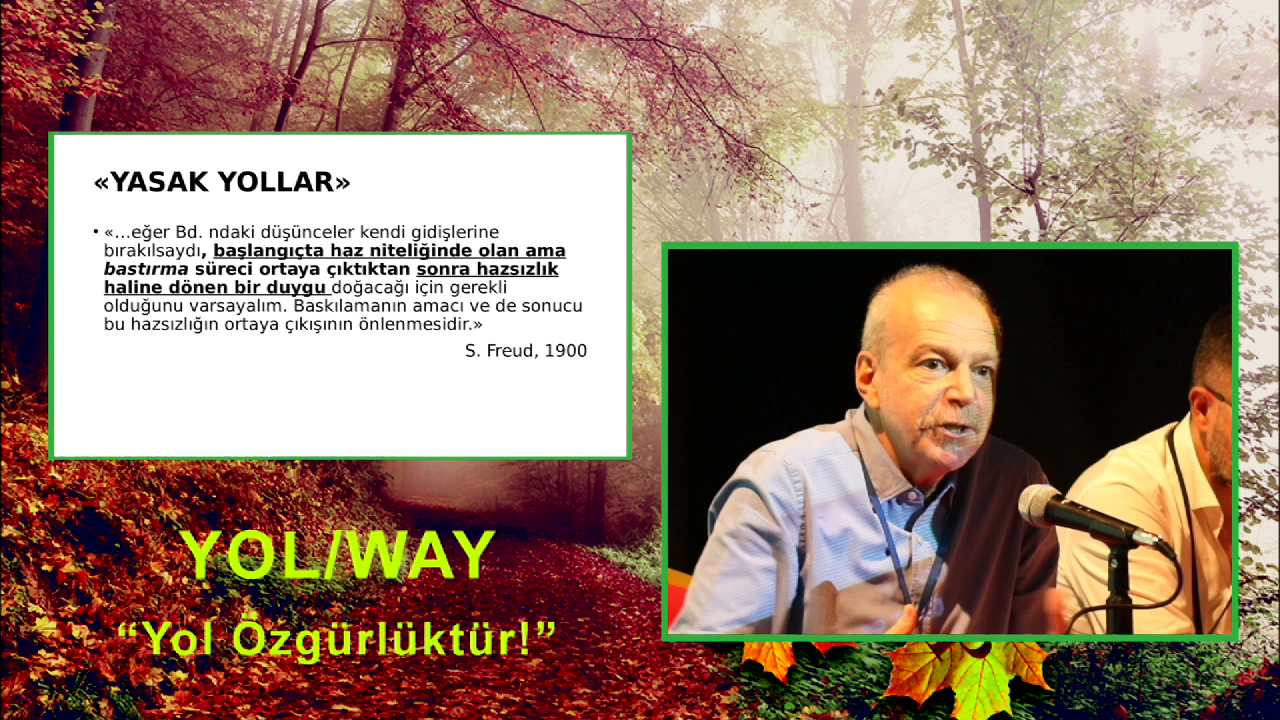 «YASAK YOLLAR»
• «...eğer Bd. ndaki düşünceler kendi gidişlerine
bırakılsaydı, başlangıçta haz niteliğinde olan ama
bastırma süreci ortaya çıktıktan sonra hazsızlık
haline dönen bir duygu doğacağı için gerekli
olduğunu varsayalım. Baskılamanın amacı ve de sonucu
bu hazsızlığın ortaya çıkışının önlenmesidir.»
S. Freud, 1900
YOL/WAY
“Yol Özgürlüktür!”